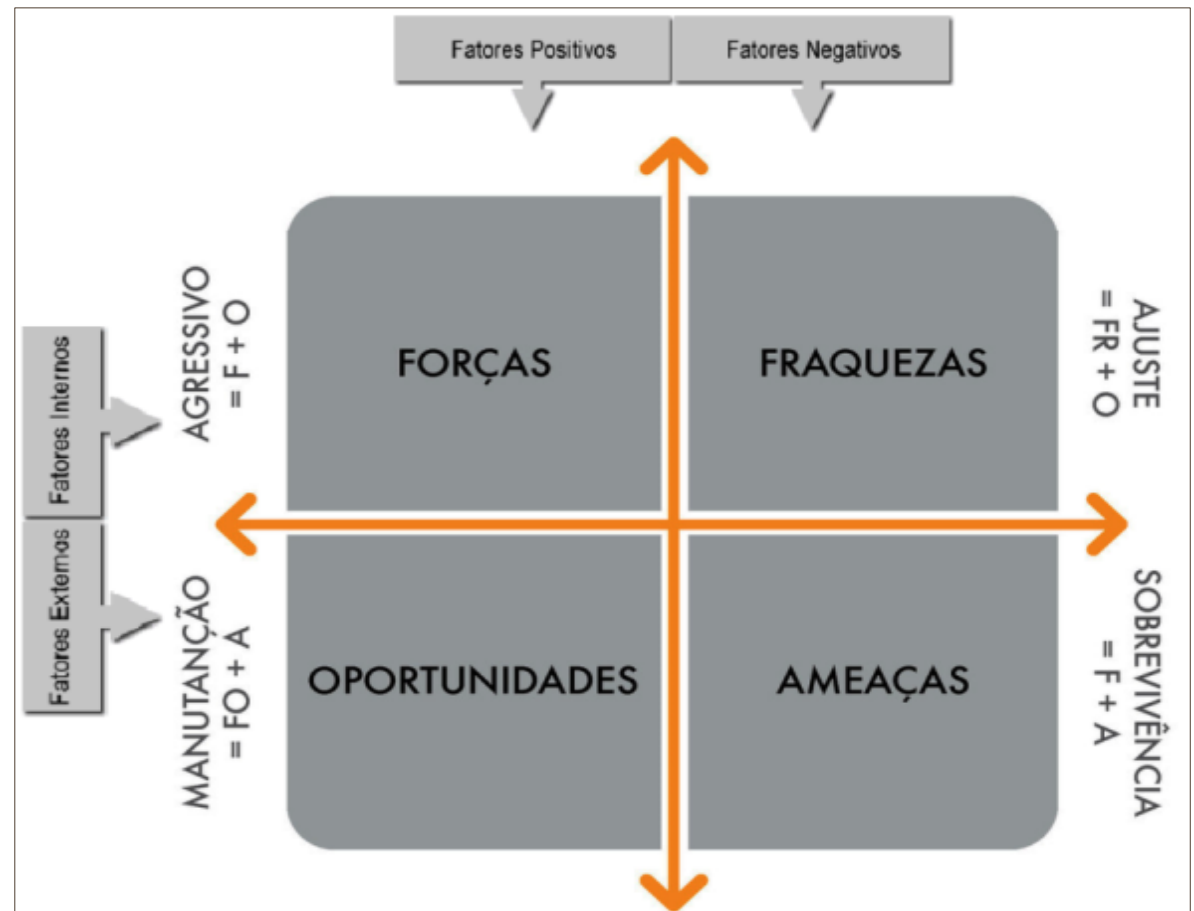 Fatores Positivos
Fatores Negativos
Fatores Internos
Fatores Externos
AGRESSIVO
= F + O
MANUTANÇÃO
= FO + A
FORÇAS
FRAQUEZAS
OPORTUNIDADES
AMEAÇAS
AJUSTE
= FR + O
SOBREVIVÊNCIA
= F + A